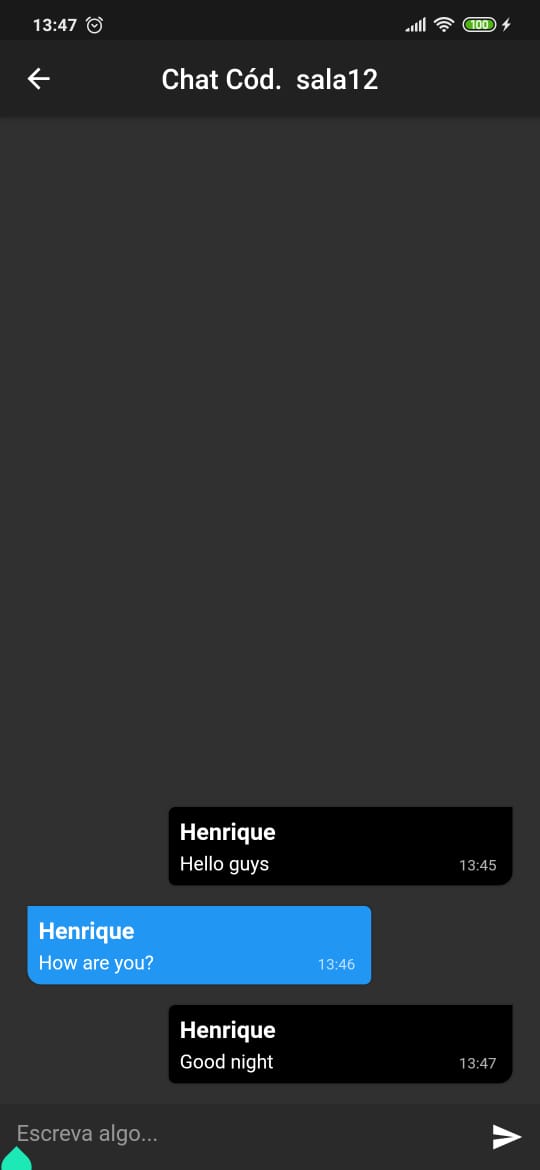 13:47 100
Chat Cód. sala12
Henrique
Hello guys 13:45
Henrique
How are you? 13:46
Henrique
Good night 13:47
Escreva algo...